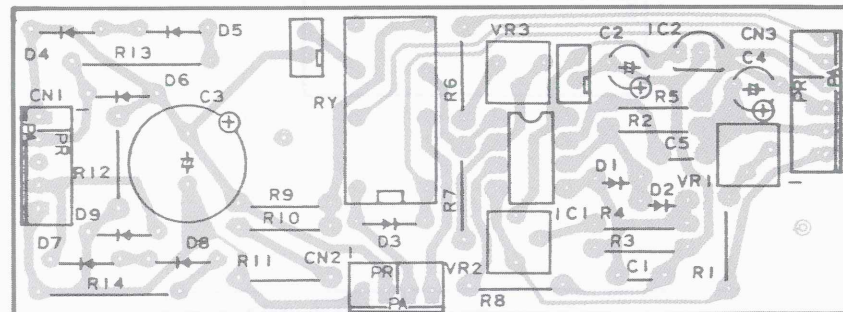 D4
D5
R13
D6
CN1
PA
PR
C3
R12
D9
D7
D8
R14
R9
R10
R11
CN2
RY
D3
PR
PA
VR3
R6
R7
VR2
IC1
R8
C2
IC2
CN3
C4
PR
PA
R5
R2
C5
D1
D2
VR1
R4
R3
C1
R1
1